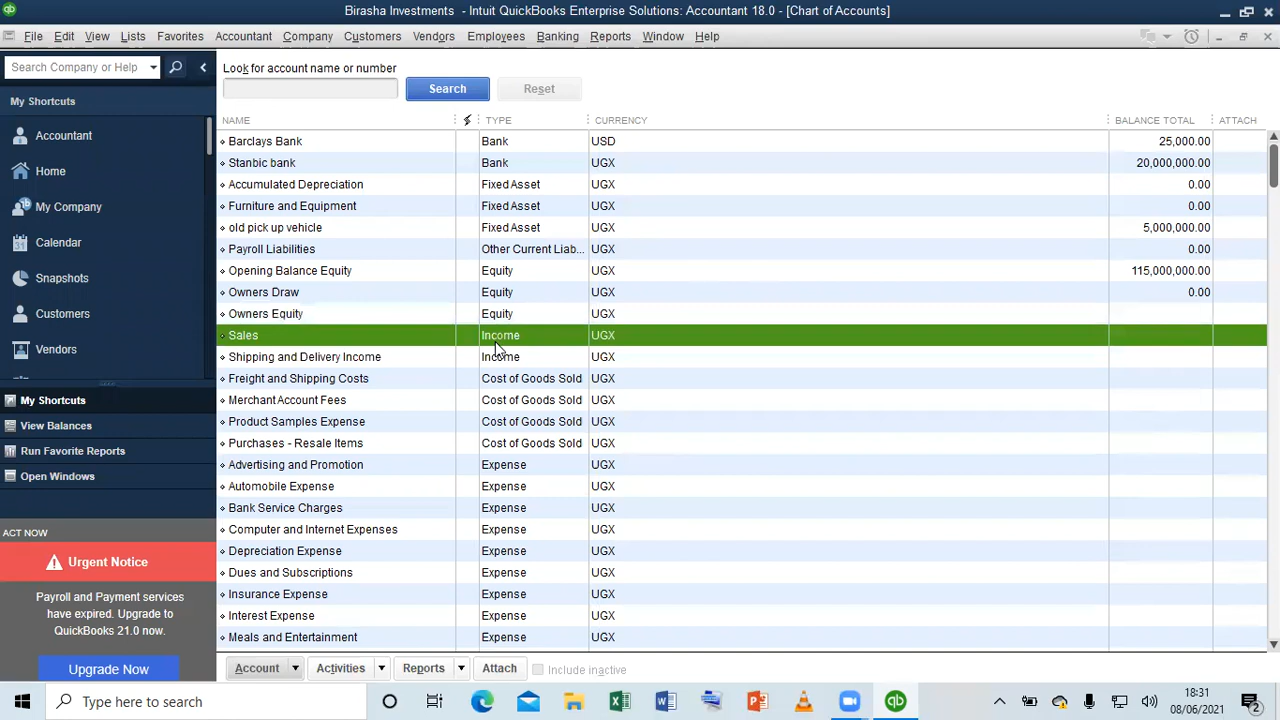 Birasha Investments - Intuit QuickBooks Enterprise Solutions: Accountant 18.0 - [Chart of Accounts]
File Edit View Lists Favorites Accountant Company Customers Vendors Employees Banking Reports Window Help
Search Company or Help
My Shortcuts
Accountant
Home
My Company
Calendar
Snapshots
Customers
Vendors
My Shortcuts
View Balances
Run Favorite Reports
Open Windows
ACT NOW
Urgent Notice
Payroll and Payment services
have expired. Upgrade to
QuickBooks 21.0 now.
Upgrade Now
Look for account name or number
Search Reset
NAME TYPE CURRENCY BALANCE TOTAL ATTACH
Barclays Bank Bank USD 25,000.00
Stanbic bank Bank UGX 20,000,000.00
Accumulated Depreciation Fixed Asset UGX 0.00
Furniture and Equipment Fixed Asset UGX 0.00
old pick up vehicle Fixed Asset UGX 5,000,000.00
Payroll Liabilities Other Current Liab... UGX 0.00
Opening Balance Equity Equity UGX 115,000,000.00
Owners Draw Equity UGX 0.00
Owners Equity Equity UGX
Sales Income UGX
Shipping and Delivery Income Income UGX
Freight and Shipping Costs Cost of Goods Sold UGX
Merchant Account Fees Cost of Goods Sold UGX
Product Samples Expense Cost of Goods Sold UGX
Purchases - Resale Items Cost of Goods Sold UGX
Advertising and Promotion Expense UGX
Automobile Expense Expense UGX
Bank Service Charges Expense UGX
Computer and Internet Expenses Expense UGX
Depreciation Expense Expense UGX
Dues and Subscriptions Expense UGX
Insurance Expense Expense UGX
Interest Expense Expense UGX
Meals and Entertainment Expense UGX
Account Activities Reports Attach Include inactive
Type here to search
18:31
08/06/2021
2